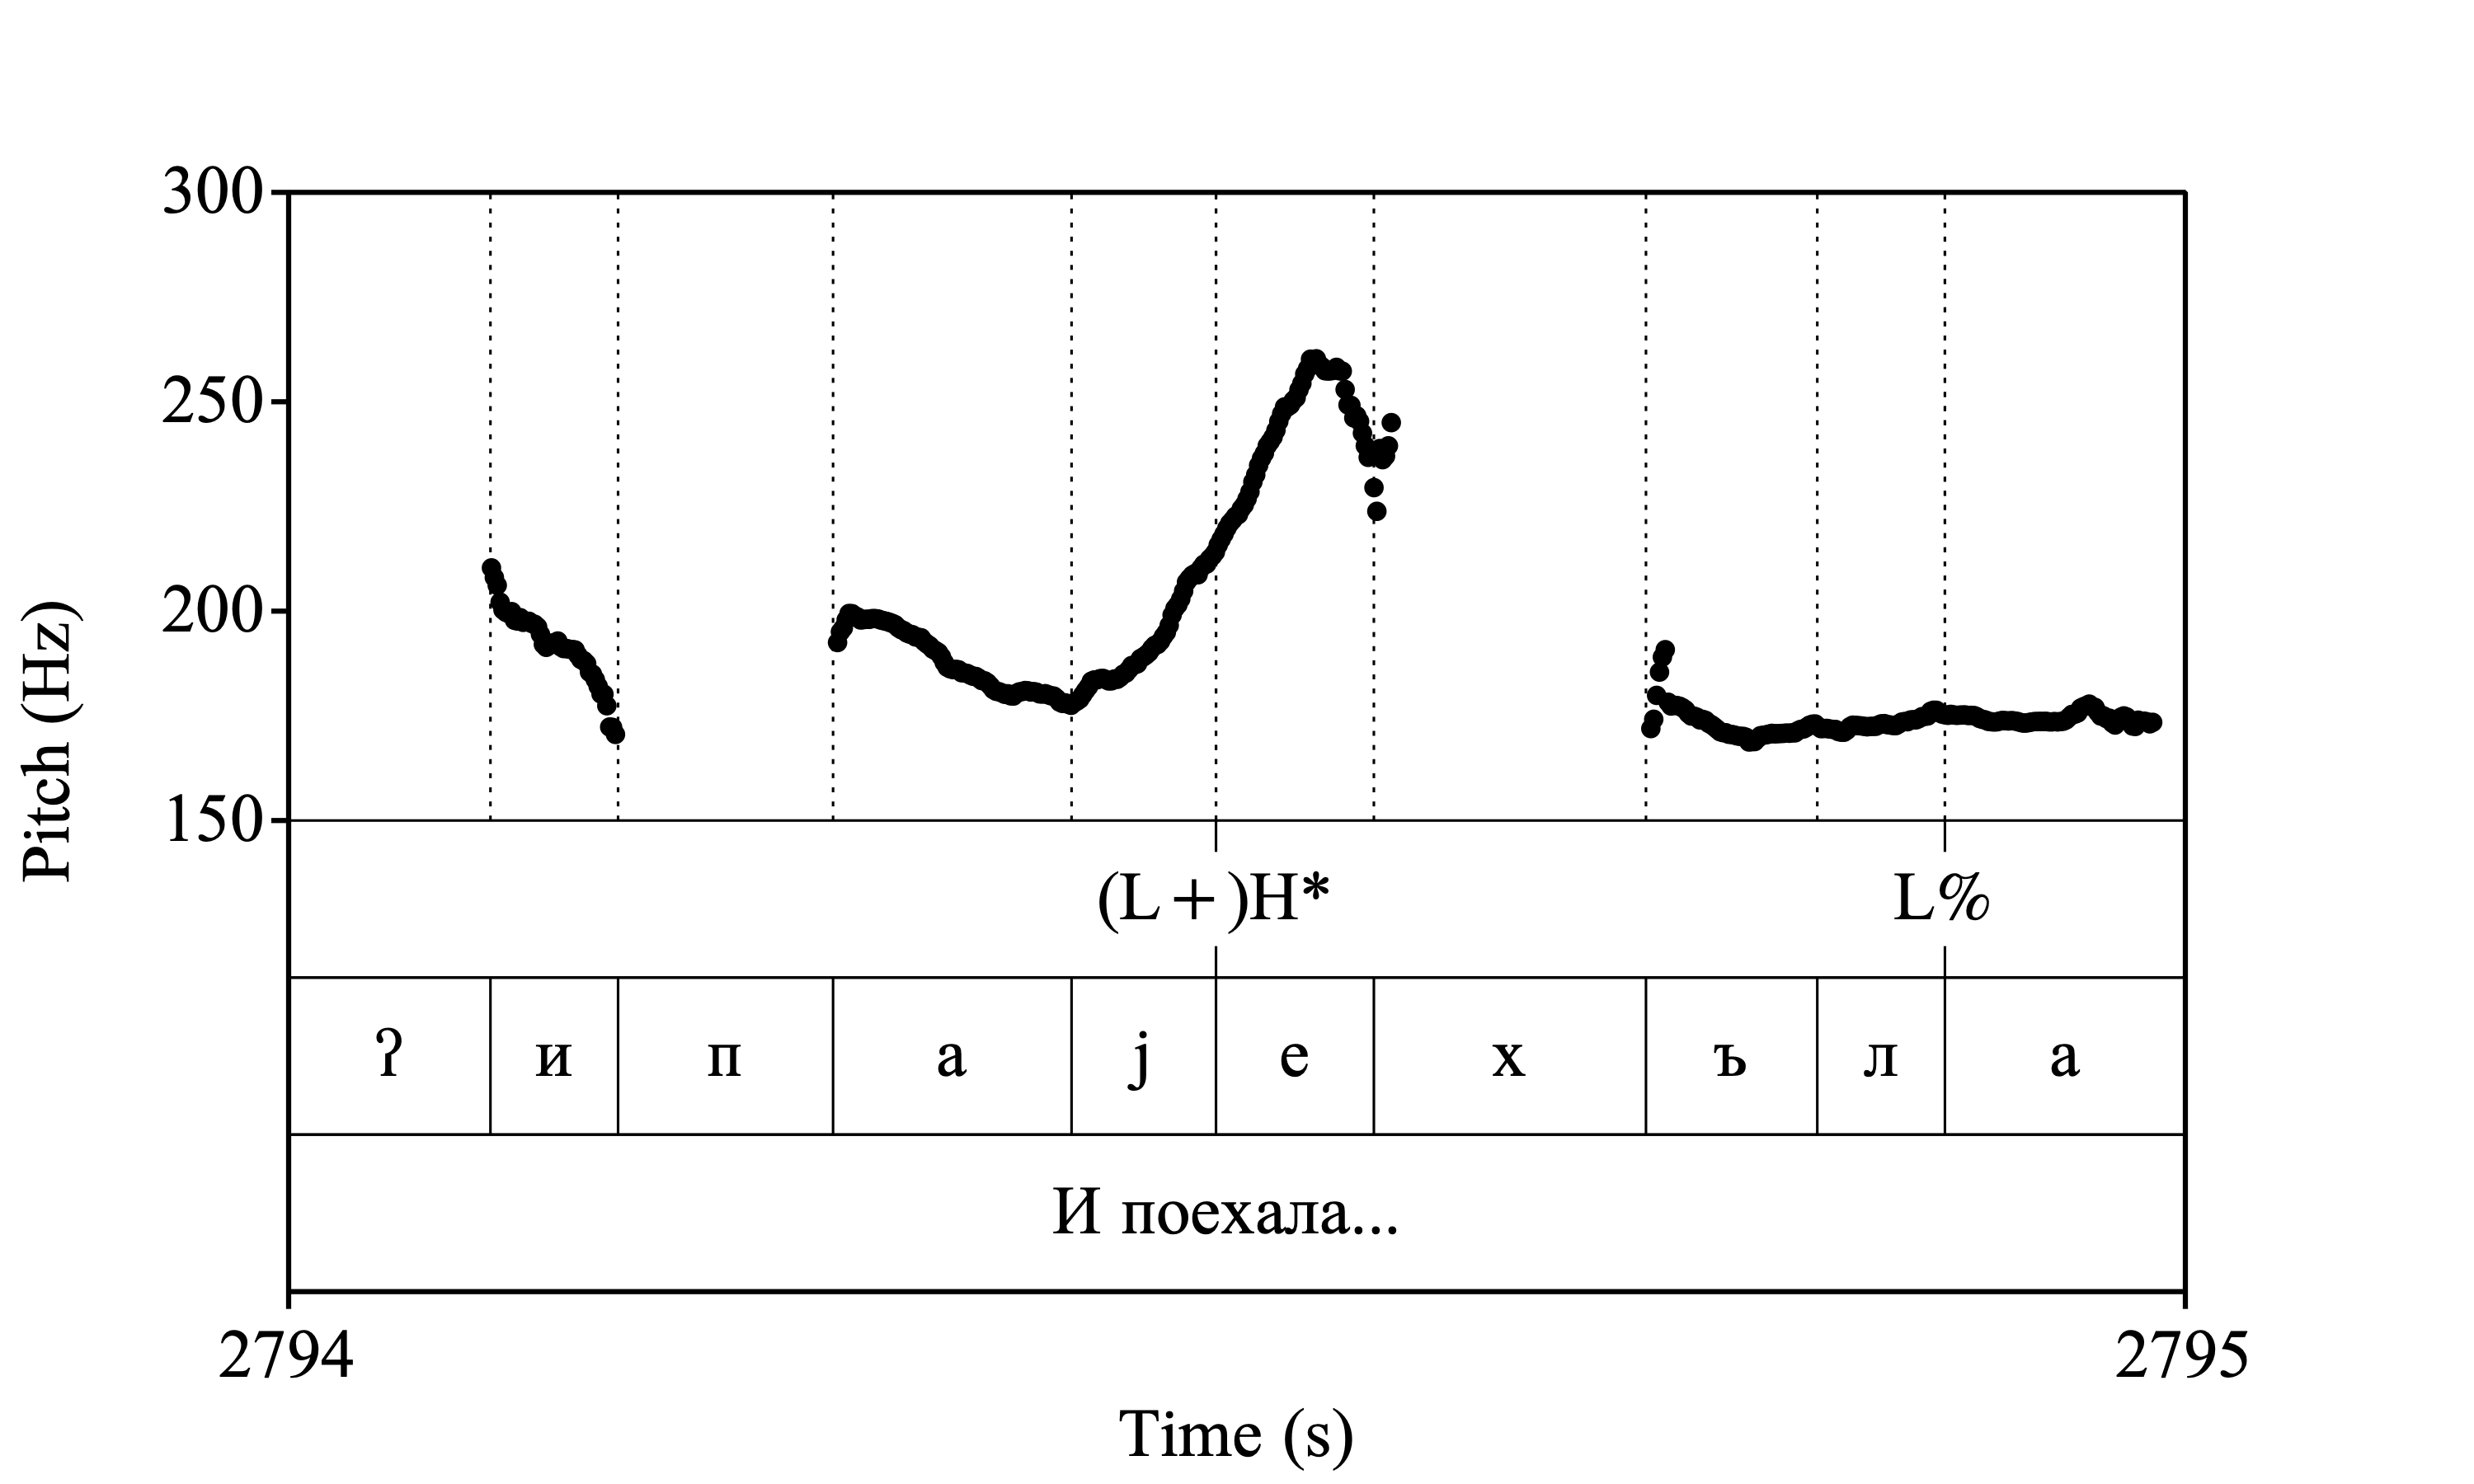 300
250
200
150
Pitch (Hz)
(L+)H* L%
ʔ и п а j е х ъ л а
И поехала...
2794 2795
Time (s)